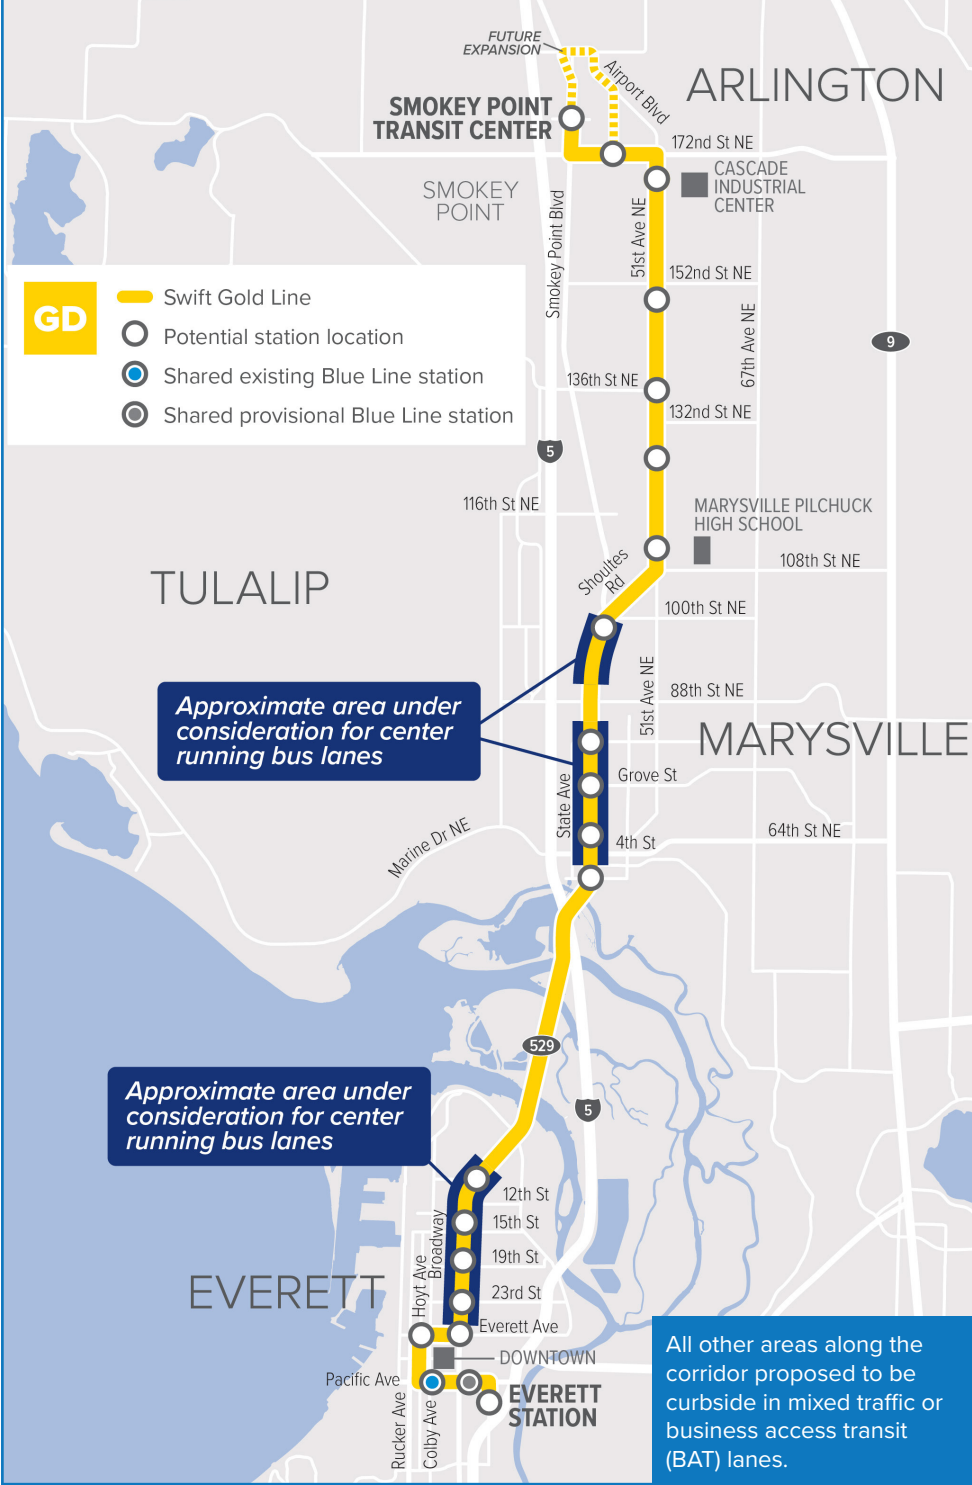 FUTURE
EXPANSION
Airport Blvd
ARLINGTON
SMOKEY POINT
TRANSIT CENTER
172nd St NE
CASCADE
INDUSTRIAL
CENTER
SMOKEY
POINT
Smokey Point Blvd
51st Ave NE
152nd St NE
GD
Swift Gold Line
Potential station location
Shared existing Blue Line station
Shared provisional Blue Line station
67th Ave NE
9
136th St NE
132nd St NE
5
116th St NE
MARYSVILLE PILCHUCK
HIGH SCHOOL
Shoultes
Rd
108th St NE
TULALIP
100th St NE
51st Ave NE
88th St NE
Approximate area under
consideration for center
running bus lanes
MARYSVILLE
State Ave
Grove St
Marine Dr NE
4th St
64th St NE
529
5
Approximate area under
consideration for center
running bus lanes
12th St
15th St
Broadway
19th St
Hoyt Ave
EVERETT
23rd St
Everett Ave
DOWNTOWN
Pacific Ave
Rucker Ave
Colby Ave
EVERETT
STATION
All other areas along the
corridor proposed to be
curbside in mixed traffic or
business access transit
(BAT) lanes.